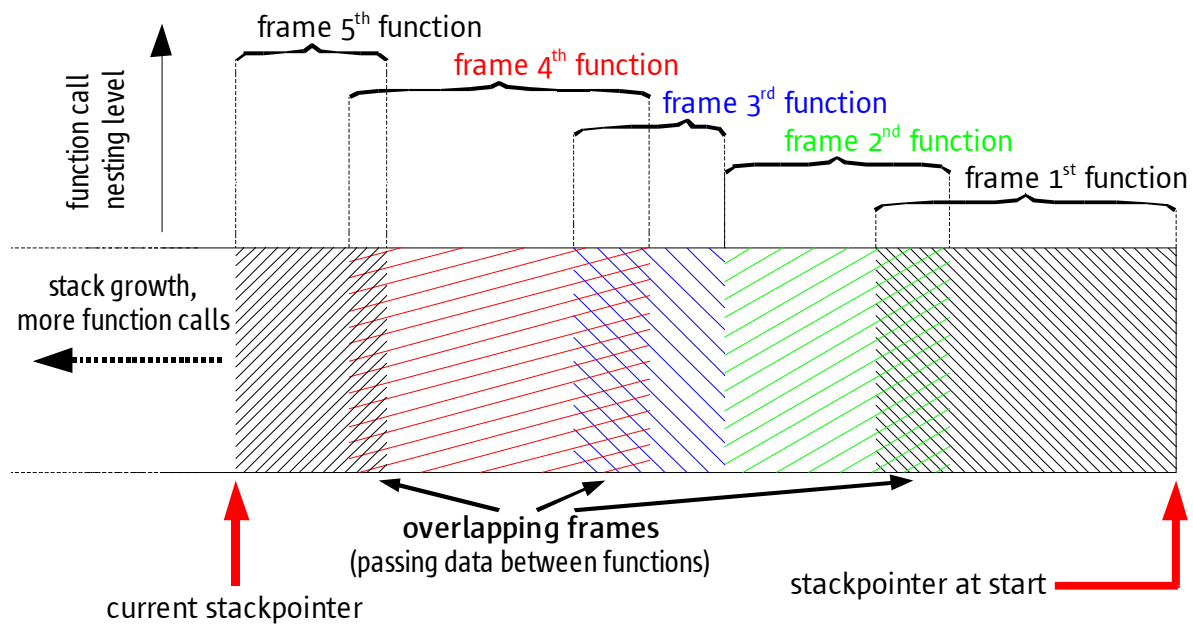 frame 5th function
frame 4th function
frame 3rd function
frame 2nd function
frame 1st function
function call
nesting level
stack growth,
more function calls
overlapping frames
(passing data between functions)
stackpointer at start
current stackpointer